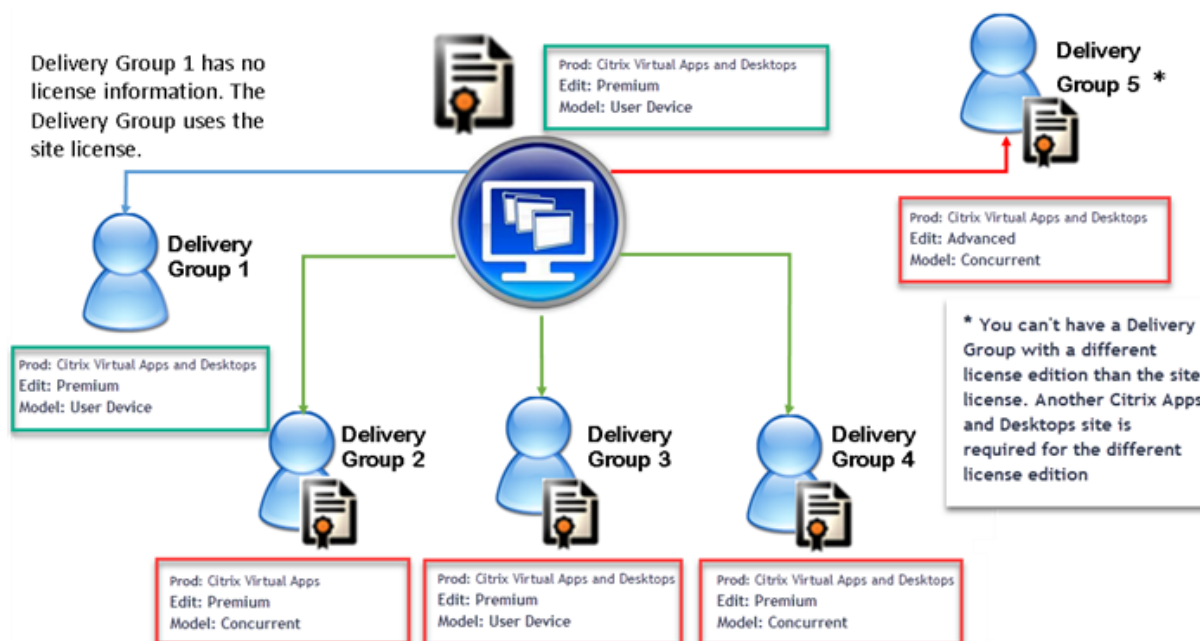 Delivery Group 1 has no
license information. The
Delivery Group uses the
site license.
Prod: Citrix Virtual Apps and Desktops
Edit: Premium
Model: User Device
Delivery
Group 5 *
Delivery
Group 1
Prod: Citrix Virtual Apps and Desktops
Edit: Advanced
Model: Concurrent
Prod: Citrix Virtual Apps and Desktops
Edit: Premium
Model: User Device
* You can't have a Delivery
Group with a different
license edition than the site
license. Another Citrix Apps
and Desktops site is
required for the different
license edition
Delivery
Group 2
Delivery
Group 3
Delivery
Group 4
Prod: Citrix Virtual Apps
Edit: Premium
Model: Concurrent
Prod: Citrix Virtual Apps and Desktops
Edit: Premium
Model: User Device
Prod: Citrix Virtual Apps and Desktops
Edit: Premium
Model: Concurrent